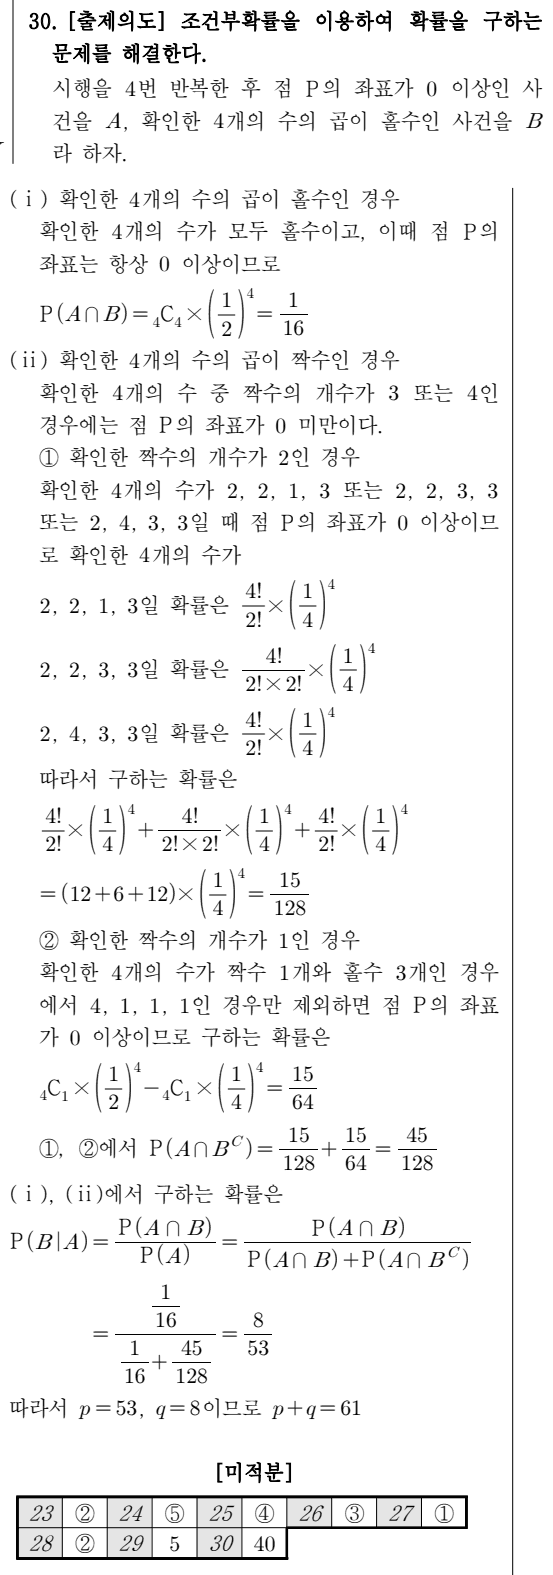 30. [출제의도] 조건부확률을 이용하여 확률을 구하는
문제를 해결한다.
시행을 4번 반복한 후 점 P의 좌표가 0 이상인 사
건을 A, 확인한 4개의 수의 곱이 홀수인 사건을 B
라 하자.
(ⅰ) 확인한 4개의 수의 곱이 홀수인 경우
확인한 4개의 수가 모두 홀수이고, 이때 점 P의
좌표는 항상 0 이상이므로
P(A∩B)=₄C₄×(1/2)⁴=1/16
(ⅱ) 확인한 4개의 수의 곱이 짝수인 경우
확인한 4개의 수 중 짝수의 개수가 3 또는 4인
경우에는 점 P의 좌표가 0 미만이다.
① 확인한 짝수의 개수가 2인 경우
확인한 4개의 수가 2, 2, 1, 3 또는 2, 2, 3, 3
또는 2, 4, 3, 3일 때 점 P의 좌표가 0 이상이므
로 확인한 4개의 수가
2, 2, 1, 3일 확률은 4!/2!×(1/4)⁴
2, 2, 3, 3일 확률은 4!/(2!×2!)×(1/4)⁴
2, 4, 3, 3일 확률은 4!/2!×(1/4)⁴
따라서 구하는 확률은
4!/2!×(1/4)⁴+4!/(2!×2!)×(1/4)⁴+4!/2!×(1/4)⁴
=(12+6+12)×(1/4)⁴=15/128
② 확인한 짝수의 개수가 1인 경우
확인한 4개의 수가 짝수 1개와 홀수 3개인 경우
에서 4, 1, 1, 1인 경우만 제외하면 점 P의 좌표
가 0 이상이므로 구하는 확률은
₄C₁×(1/2)⁴-₄C₁×(1/4)⁴=15/64
①, ②에서 P(A∩B^C)=15/128+15/64=45/128
(ⅰ), (ⅱ)에서 구하는 확률은
P(B|A)=P(A∩B)/P(A)=P(A∩B)/(P(A∩B)+P(A∩B^C))
=(1/16)/(1/16+45/128)=8/53
따라서 p=53, q=8이므로 p+q=61
[미적분]
23 ② 24 ⑤ 25 ④ 26 ③ 27 ①
28 ② 29 5 30 40